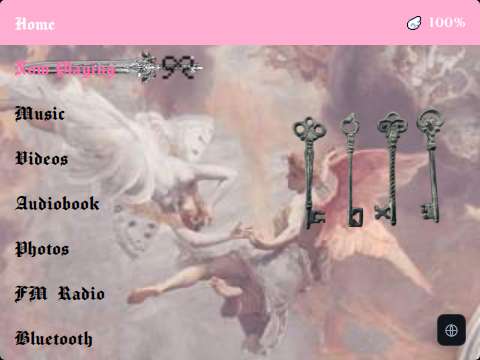 Home
100%
Now Playing
Music
Videos
Audiobook
Photos
FM Radio
Bluetooth